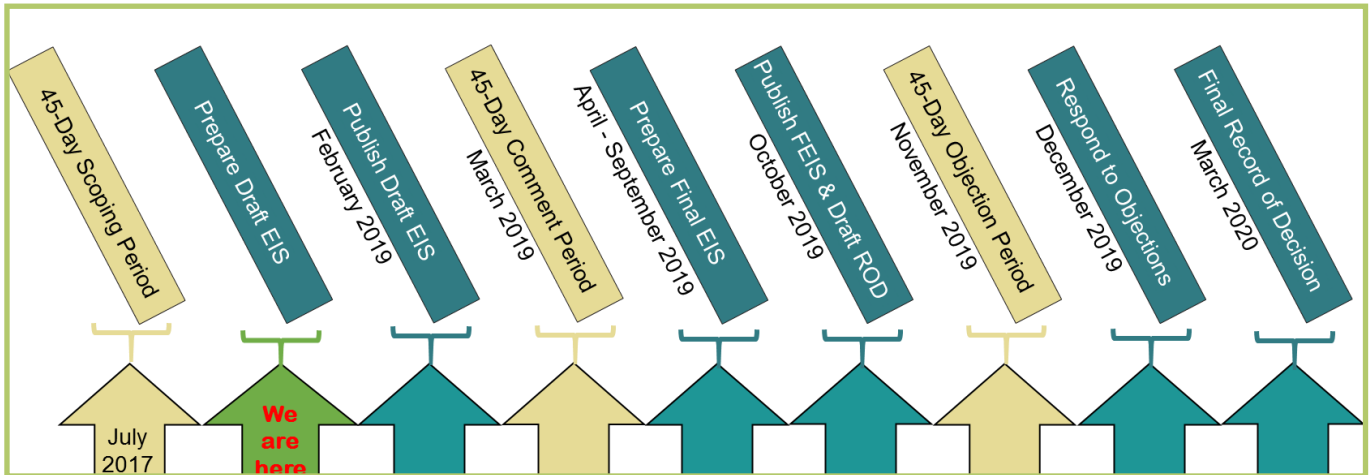 45-Day Scoping Period
Prepare Draft EIS
Publish Draft EIS
February 2019
45-Day Comment Period
March 2019
Prepare Final EIS
April - September 2019
Publish FEIS & Draft ROD
October 2019
45-Day Objection Period
November 2019
Respond to Objections
December 2019
Final Record of Decision
March 2020
July
2017
We
are
here